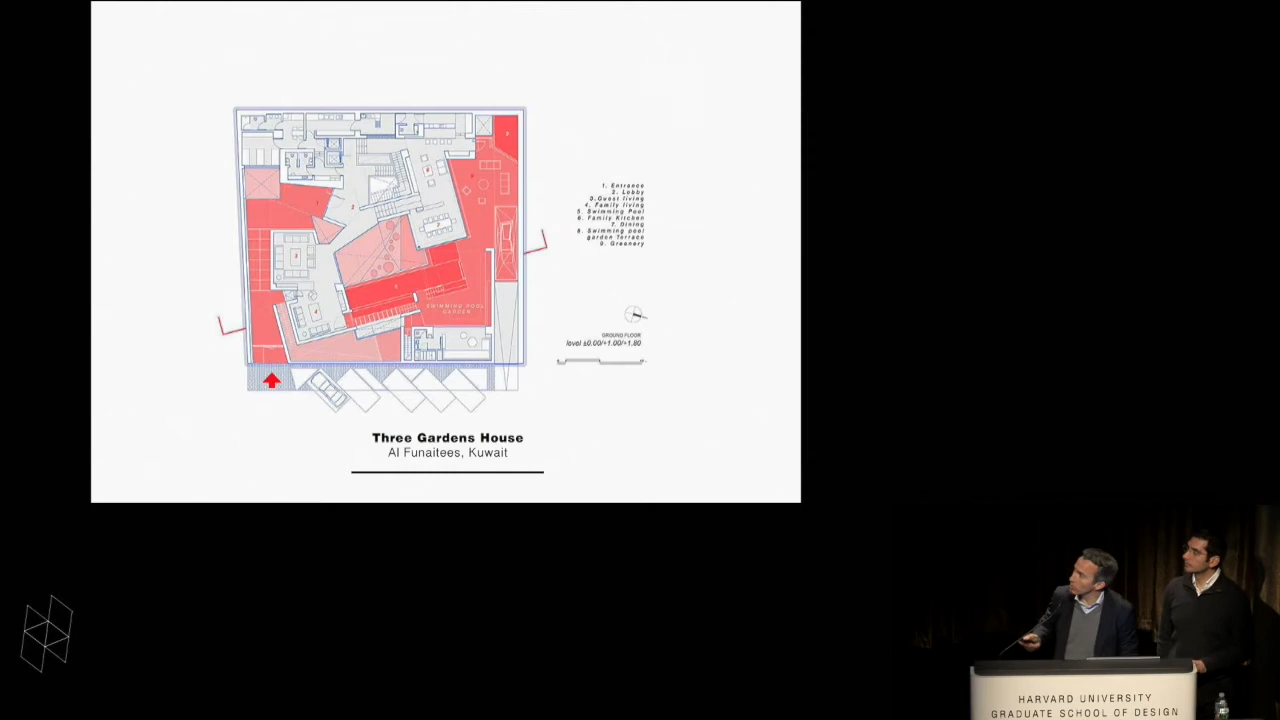 1. Entrance
2. Lobby
3.Guest living
4. Family living
5. Swimming Pool
6. Family Kitchen
7. Dining
8. Swimming pool
garden Terrace
9. Greenery
SWIMMING POOL
GARDEN
GROUND FLOOR
level ±0.00/+1.00/+1.80
Three Gardens House
Al Funaitees, Kuwait
HARVARD UNIVERSITY
GRADUATE SCHOOL OF DESIGN